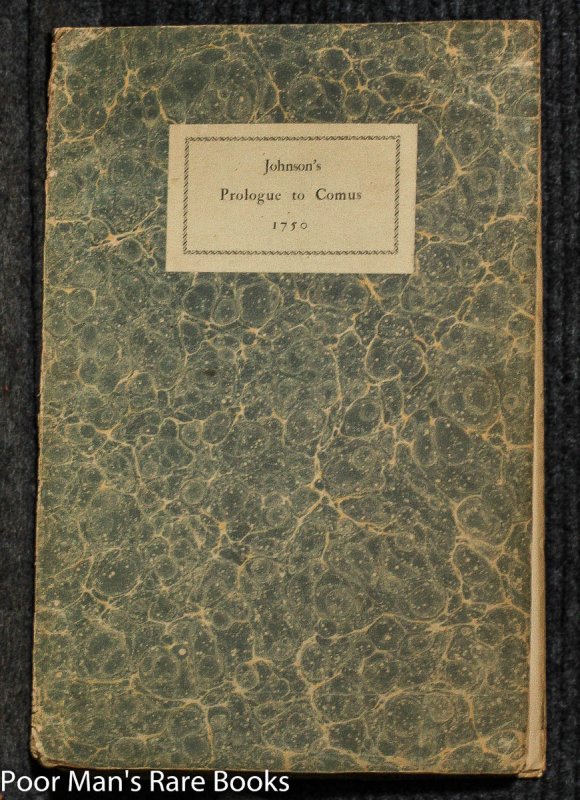 Johnson's
Prologue to Comus
1750
Poor Man's Rare Books